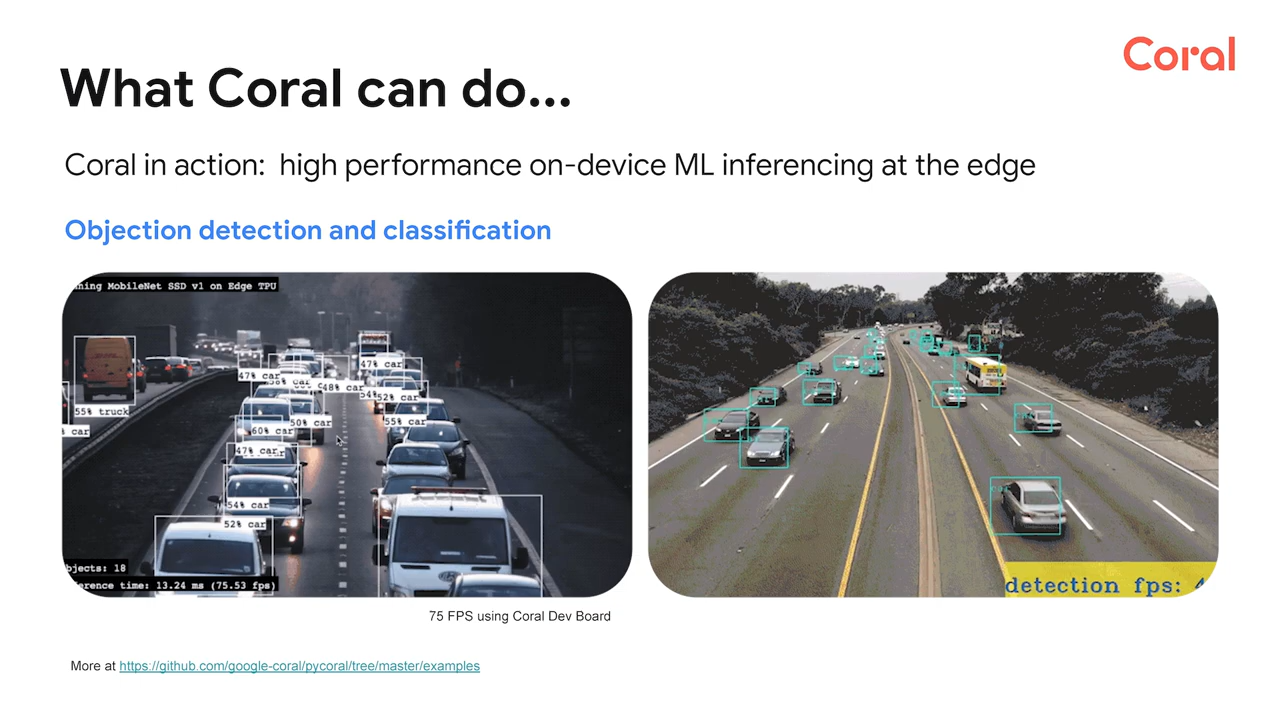 Coral
What Coral can do...
Coral in action: high performance on-device ML inferencing at the edge
Objection detection and classification
ning MobileNet SSD v1 on Edge TPU
47% car
47% car
48% car
52% car
55% truck
50% car
55% car
car
60% car
47% car
54% car
52% car
bjects: 18
erence time: 13.24 ms (75.53 fps)
detection fps: 4
75 FPS using Coral Dev Board
More at https://github.com/google-coral/pycoral/tree/master/examples